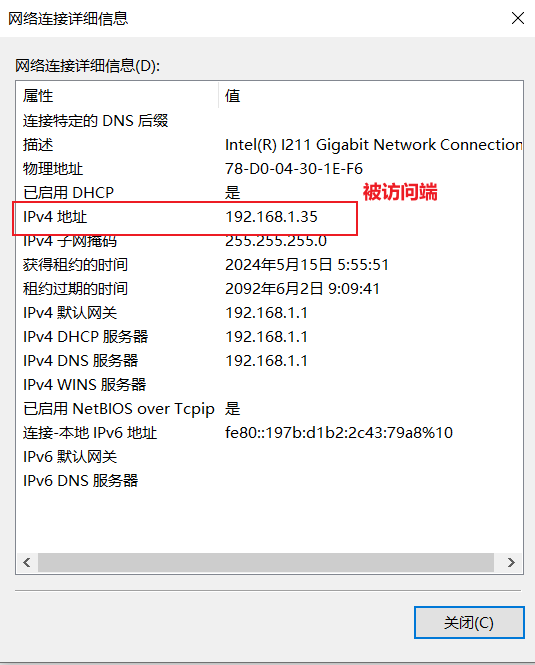 网络连接详细信息
网络连接详细信息(D):
属性 值
连接特定的 DNS 后缀
描述 Intel(R) I211 Gigabit Network Connection
物理地址 78-D0-04-30-1E-F6
已启用 DHCP 是
被访问端
IPv4 地址 192.168.1.35
IPv4 子网掩码 255.255.255.0
获得租约的时间 2024年5月15日 5:55:51
租约过期的时间 2092年6月2日 9:09:41
IPv4 默认网关 192.168.1.1
IPv4 DHCP 服务器 192.168.1.1
IPv4 DNS 服务器 192.168.1.1
IPv4 WINS 服务器
已启用 NetBIOS over Tcpip 是
连接-本地 IPv6 地址 fe80::197b:d1b2:2c43:79a8%10
IPv6 默认网关
IPv6 DNS 服务器
关闭(C)